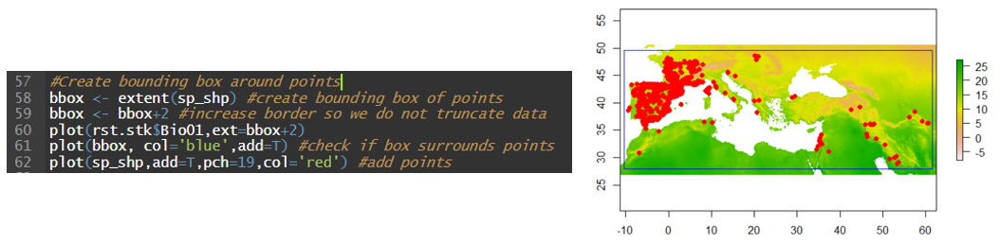 57 #Create bounding box around points
58 bbox <- extent(sp_shp) #create bounding box of points
59 bbox <- bbox+2 #increase border so we do not truncate data
60 plot(rst.stk$Bio01,ext=bbox+2)
61 plot(bbox, col='blue',add=T) #check if box surrounds points
62 plot(sp_shp,add=T,pch=19,col='red') #add points
55
50
45
40
35
30
25
-10 0 10 20 30 40 50 60
25
20
15
10
5
0
-5